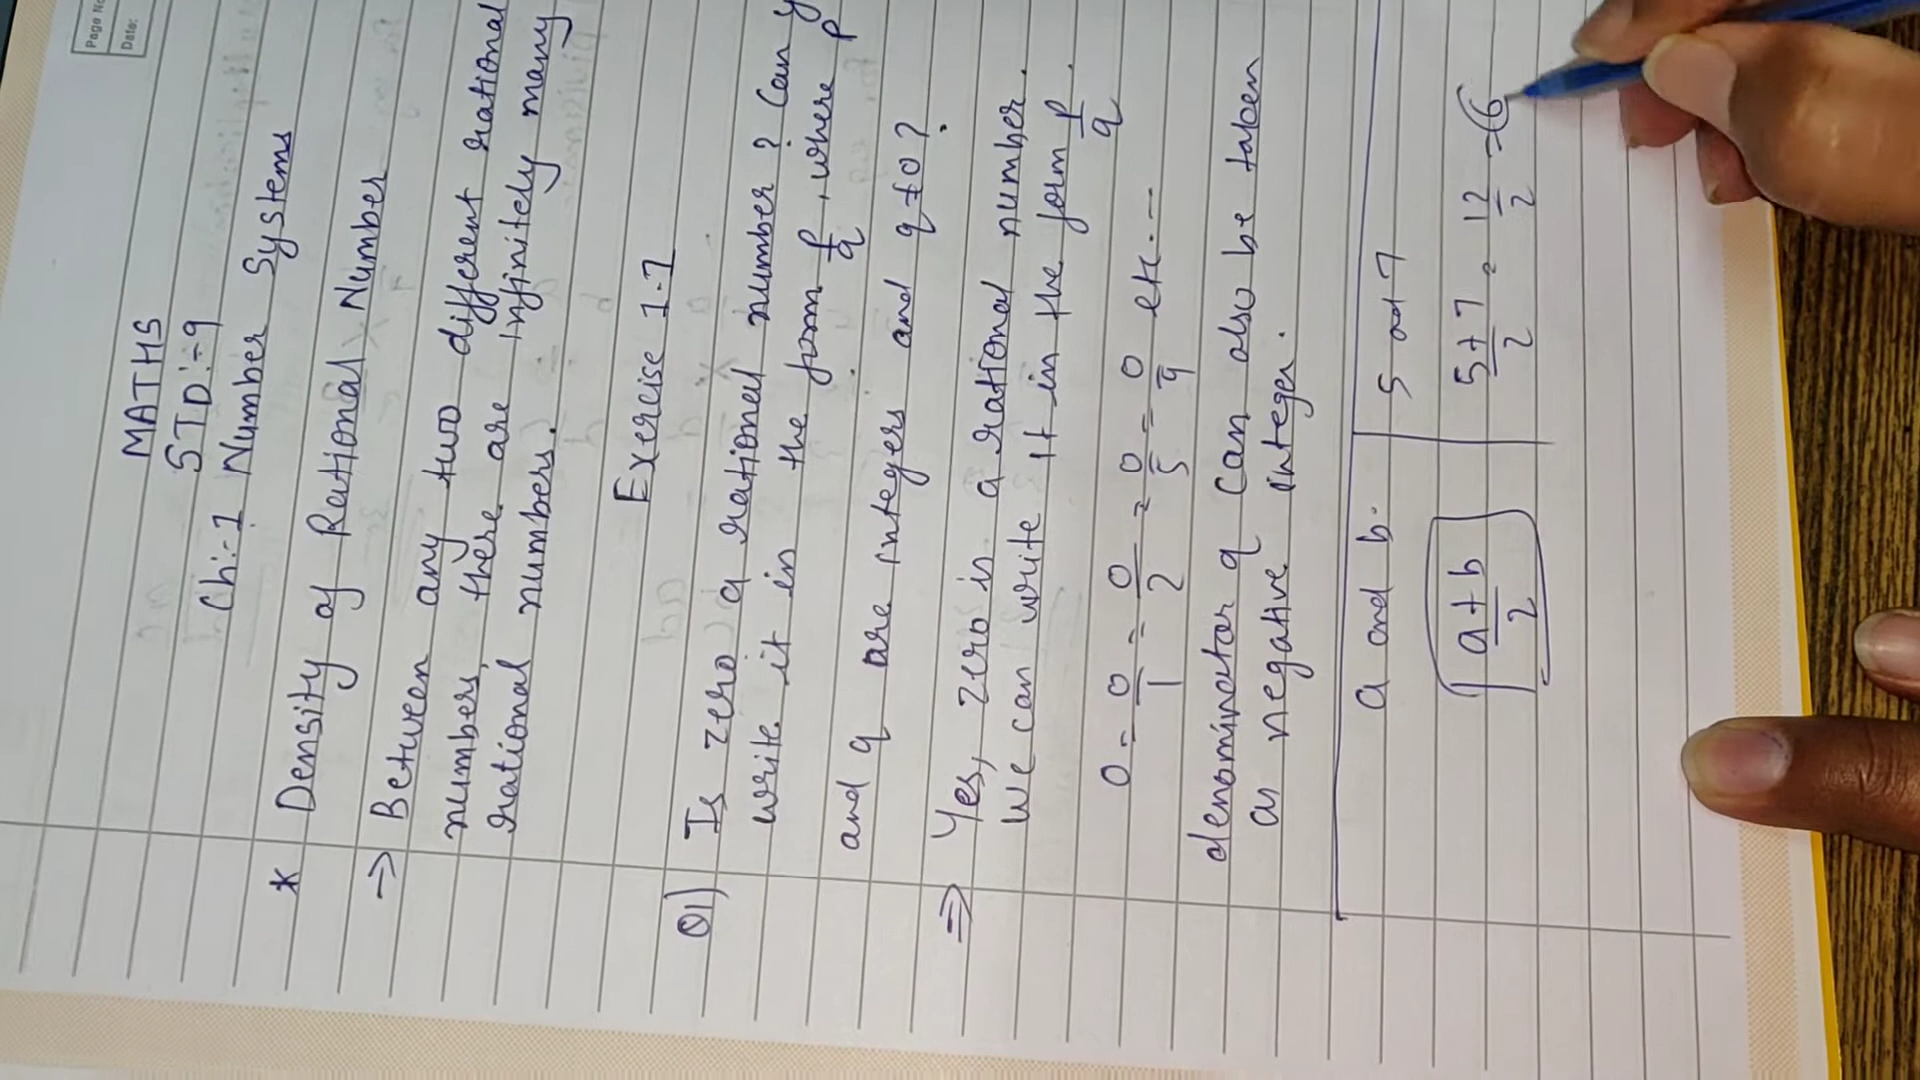 Page No
Date:
MATHS
STD:-9
Ch:-1 Number Systems
* Density of Rational Number
→ Between any two different rational
numbers, there are infinitely many
rational numbers.
Exercise 1.1
Q1) Is zero a rational number? Can y
write it in the form p/q, where p
and q are integers and q≠0?
⇒ Yes, zero is a rational number.
We can write it in the form p/q.
0 = 0/1 = 0/2 = 0/5 = 0/9 etc...
denominator q can also be taken
as negative integer.
a and b. 5 and 7
a+b/2 5+7/2 = 12/2 = 6